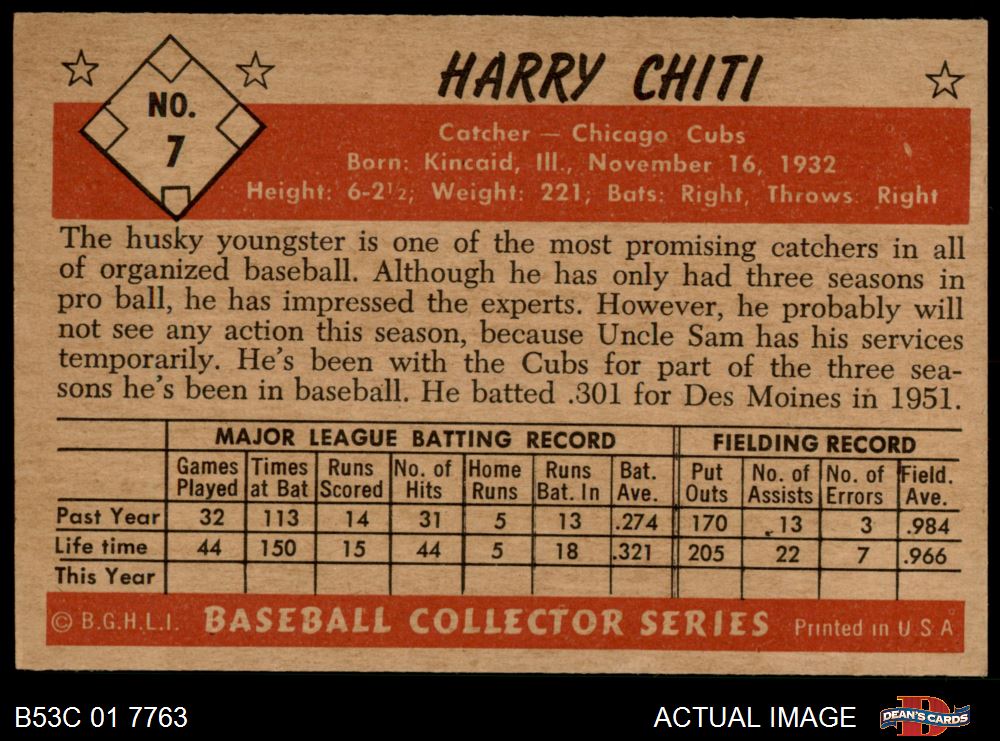 HARRY CHITI
NO.
7
Catcher — Chicago Cubs
Born: Kincaid, Ill., November 16, 1932
Height: 6-2½; Weight: 221; Bats: Right, Throws: Right
The husky youngster is one of the most promising catchers in all
of organized baseball. Although he has only had three seasons in
pro ball, he has impressed the experts. However, he probably will
not see any action this season, because Uncle Sam has his services
temporarily. He's been with the Cubs for part of the three sea-
sons he's been in baseball. He batted .301 for Des Moines in 1951.
MAJOR LEAGUE BATTING RECORD FIELDING RECORD
Games Times Runs No. of Home Runs Bat. Put No. of No. of Field.
Played at Bat Scored Hits Runs Bat. In Ave. Outs Assists Errors Ave.
Past Year 32 113 14 31 5 13 .274 170 13 3 .984
Life time 44 150 15 44 5 18 .321 205 22 7 .966
This Year
© B.G.H.L.I. BASEBALL COLLECTOR SERIES Printed in U S A
B53C 01 7763 ACTUAL IMAGE D DEAN'S CARDS